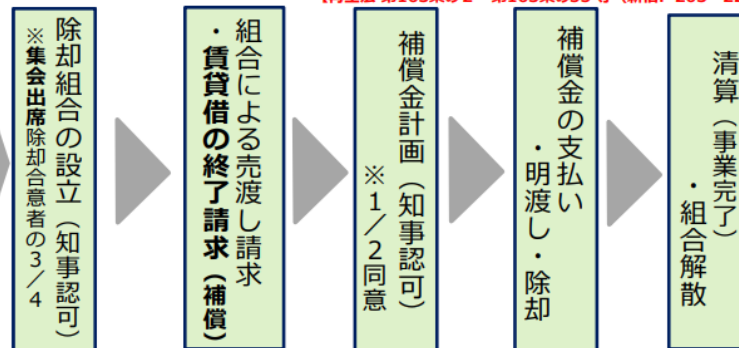 除却組合の設立（知事認可）
※集会出席除却合意者の3／4
組合による売渡し請求
・賃貸借の終了請求（補償）
補償金計画（知事認可）
※１／２同意
補償金の支払い
・明渡し・除却
清算（事業完了）
・組合解散